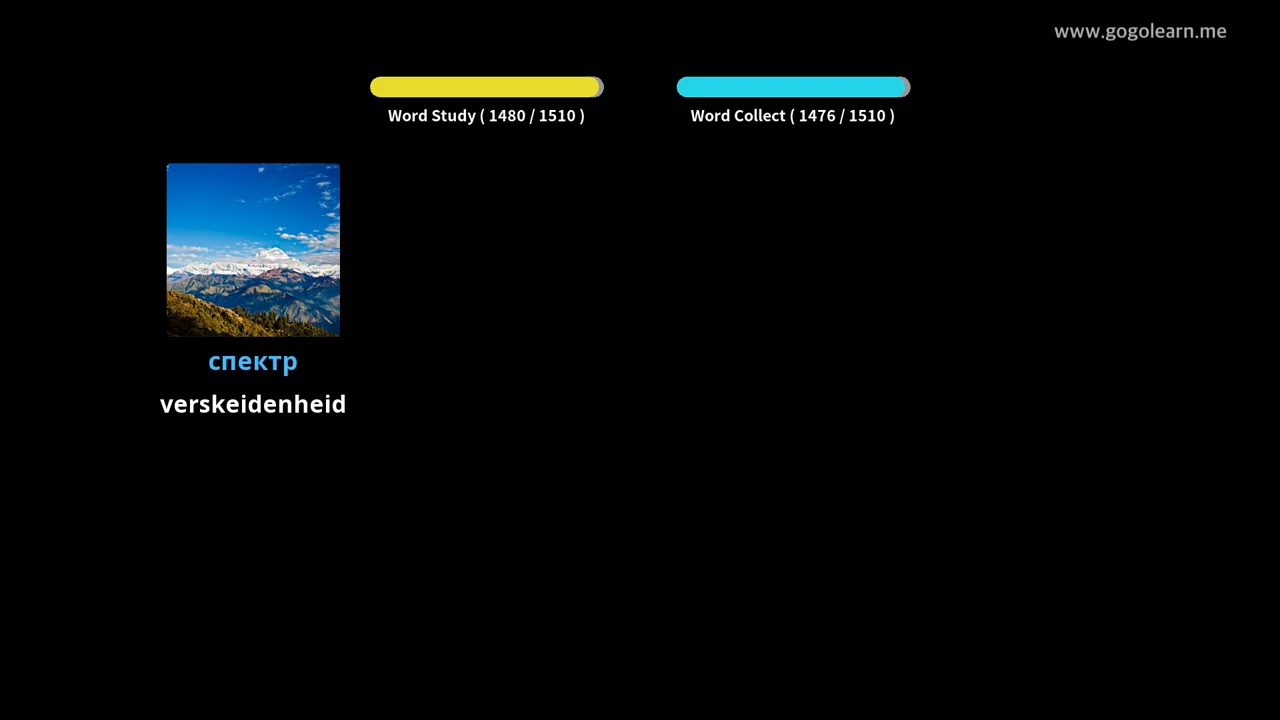 www.gogolearn.me
Word Study ( 1480 / 1510 )
Word Collect ( 1476 / 1510 )
спектр
verskeidenheid